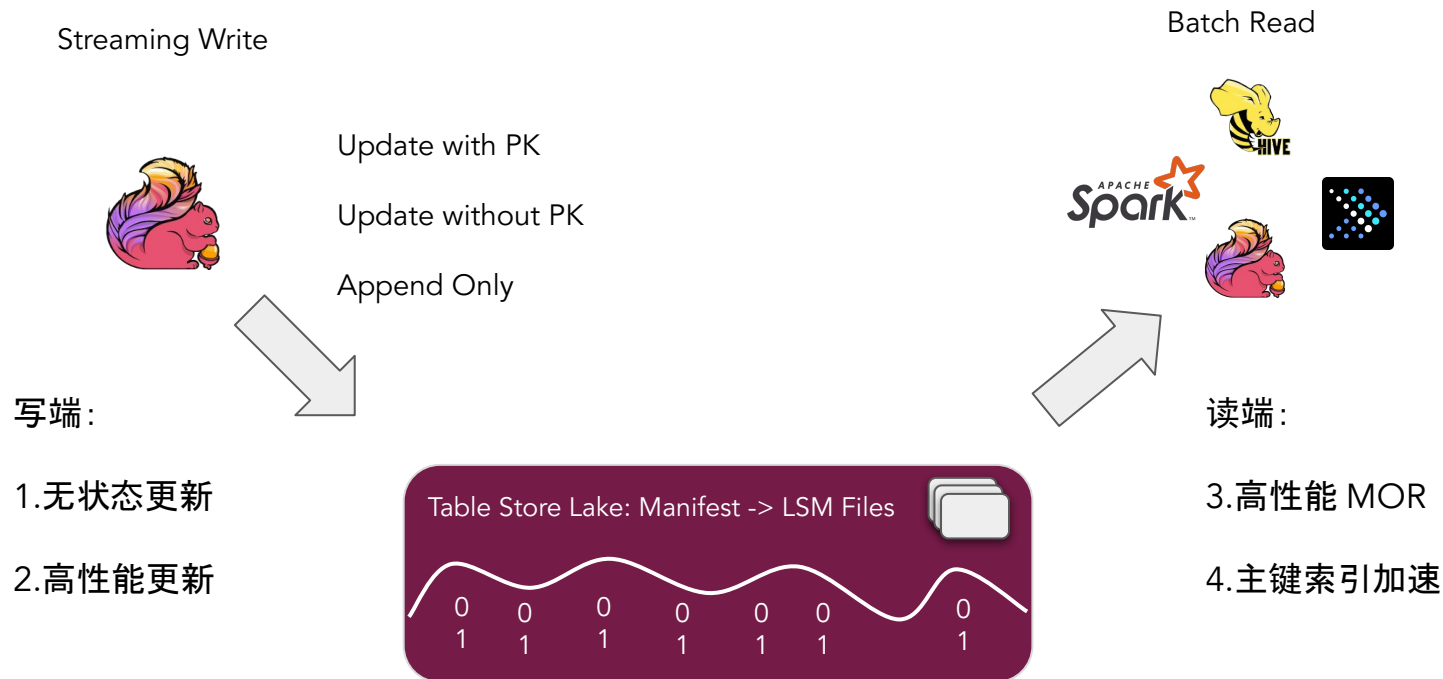 Streaming Write
Batch Read
HIVE
APACHE
Spark
TM
Update with PK
Update without PK
Append Only
写端:
1.无状态更新
2.高性能更新
Table Store Lake: Manifest -> LSM Files
0 0 0 0 0 0 0
1 1 1 1 1 1 1
读端:
3.高性能 MOR
4.主键索引加速